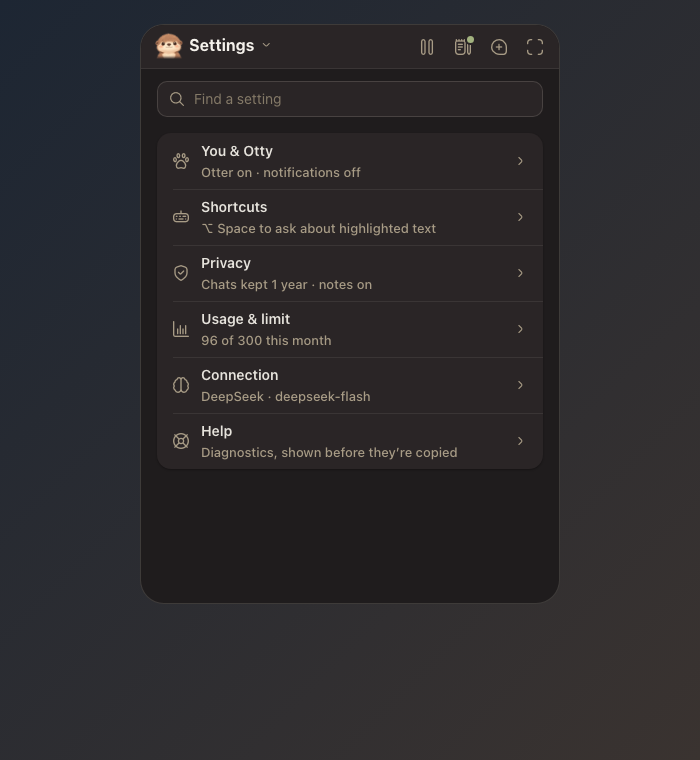 Settings
Find a setting
You & Otty
Otter on · notifications off
Shortcuts
⌥ Space to ask about highlighted text
Privacy
Chats kept 1 year · notes on
Usage & limit
96 of 300 this month
Connection
DeepSeek · deepseek-flash
Help
Diagnostics, shown before they’re copied